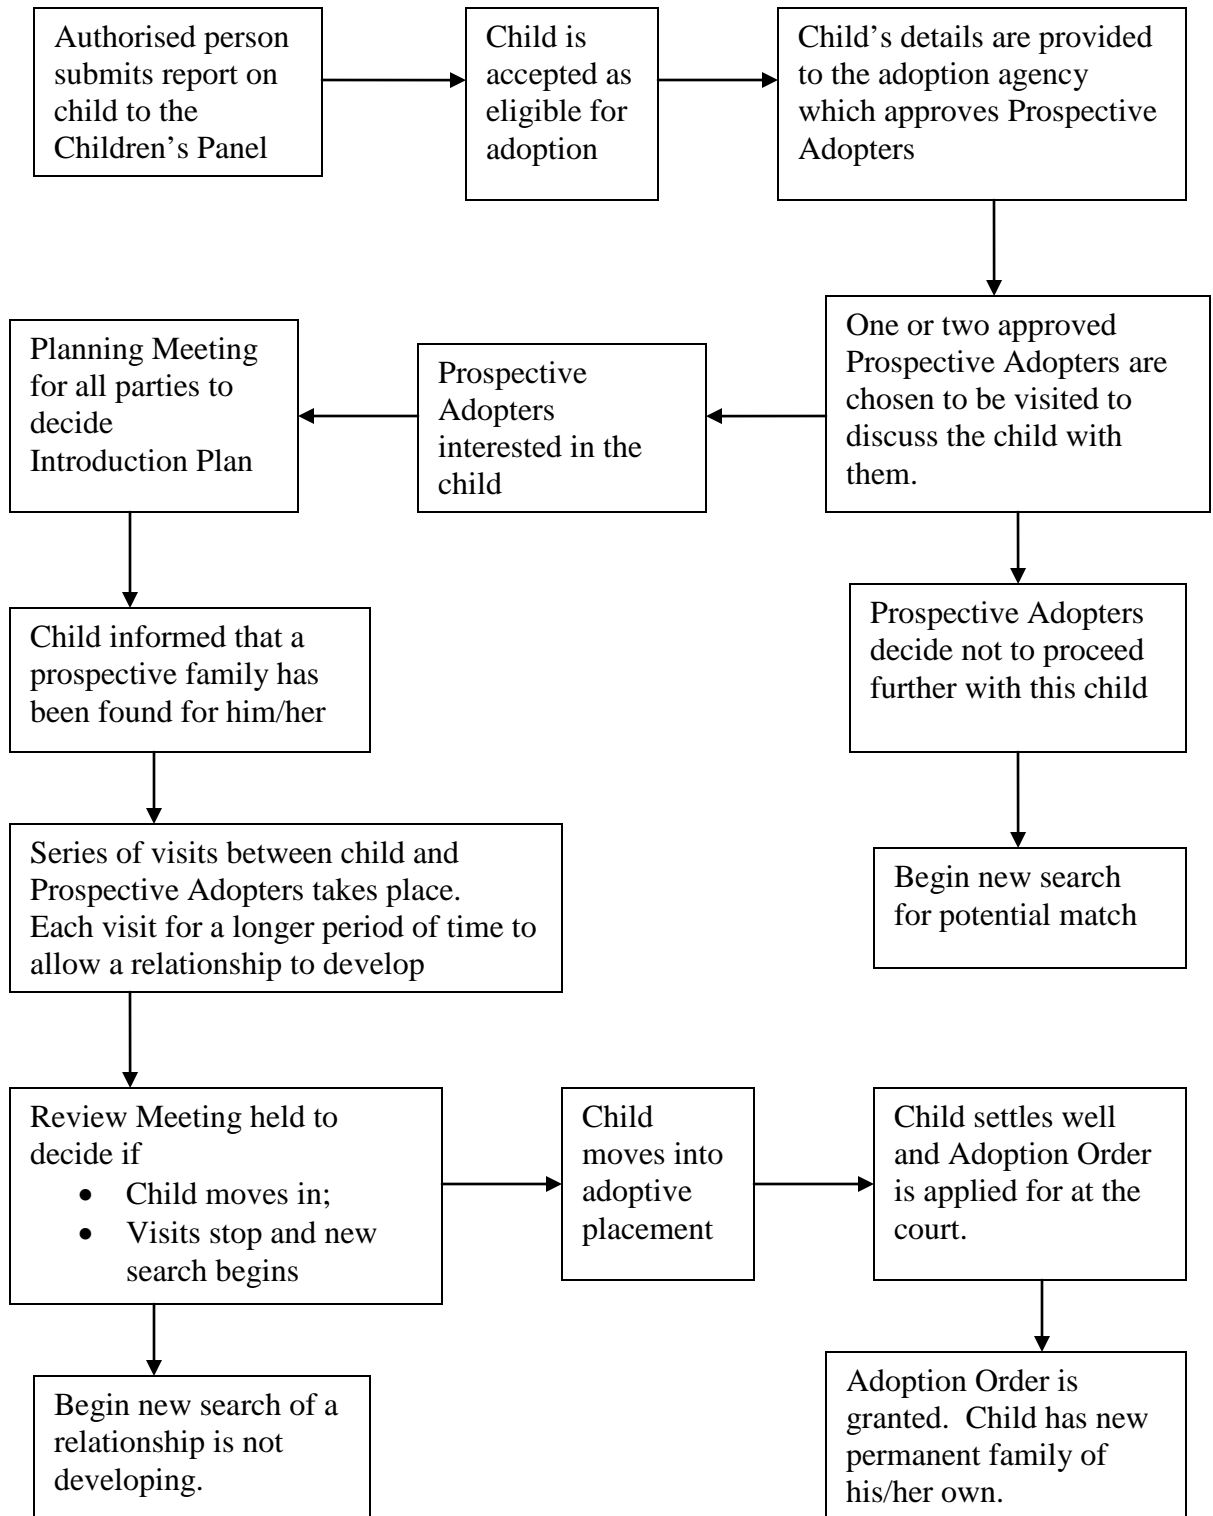 Authorised person
submits report on
child to the
Children’s Panel
Child is
accepted as
eligible for
adoption
Child’s details are provided
to the adoption agency
which approves Prospective
Adopters
One or two approved
Prospective Adopters are
chosen to be visited to
discuss the child with
them.
Prospective
Adopters
interested in the
child
Planning Meeting
for all parties to
decide
Introduction Plan
Prospective Adopters
decide not to proceed
further with this child
Begin new search
for potential match
Child informed that a
prospective family has
been found for him/her
Series of visits between child and
Prospective Adopters takes place.
Each visit for a longer period of time to
allow a relationship to develop
Review Meeting held to
decide if
• Child moves in;
• Visits stop and new
search begins
Child
moves into
adoptive
placement
Child settles well
and Adoption Order
is applied for at the
court.
Begin new search of a
relationship is not
developing.
Adoption Order is
granted.  Child has new
permanent family of
his/her own.